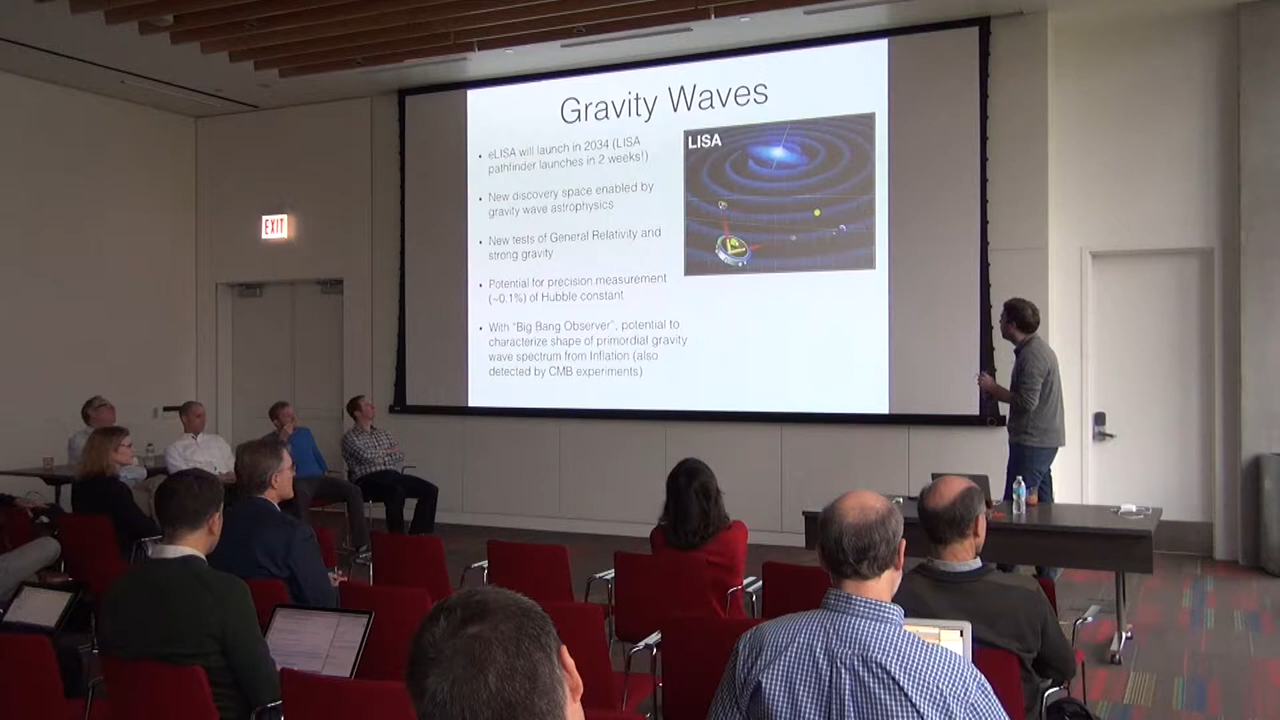 Gravity Waves
• eLISA will launch in 2034 (LISA
pathfinder launches in 2 weeks!)
• New discovery space enabled by
gravity wave astrophysics
• New tests of General Relativity and
strong gravity
• Potential for precision measurement
(~0.1%) of Hubble constant
• With "Big Bang Observer", potential to
characterize shape of primordial gravity
wave spectrum from Inflation (also
detected by CMB experiments)
LISA
EXIT